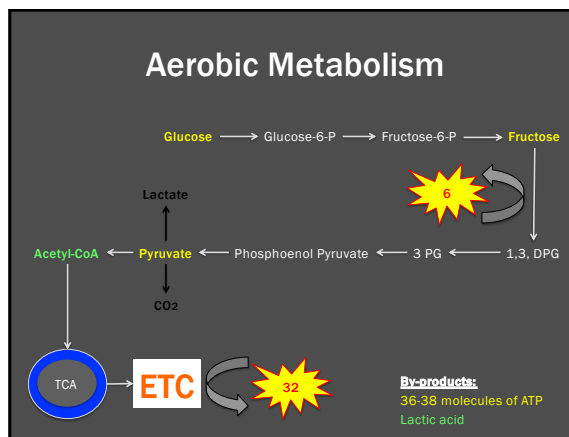 Aerobic Metabolism
Glucose Glucose-6-P Fructose-6-P Fructose
6
Lactate
Acetyl-CoA Pyruvate Phosphoenol Pyruvate 3 PG 1,3, DPG
CO2
TCA ETC 32
By-products:
36-38 molecules of ATP
Lactic acid